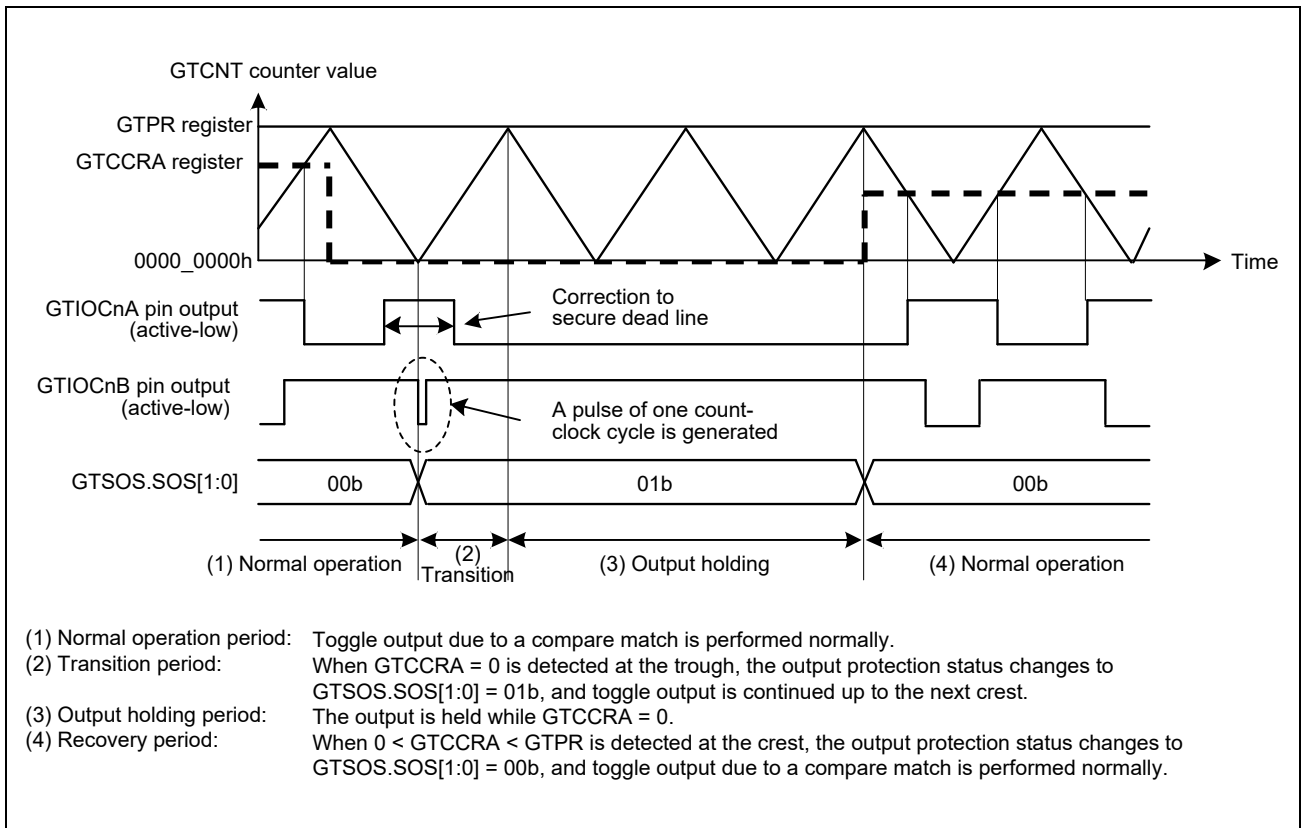 GTCNT counter value
GTPR register
GTCCRA register
0000_0000h
Time
GTIOCnA pin output
(active-low)
Correction to
secure dead line
GTIOCnB pin output
(active-low)
A pulse of one count-
clock cycle is generated
GTSOS.SOS[1:0]
00b
01b
00b
(1) Normal operation
(2)
Transition
(3) Output holding
(4) Normal operation
(1) Normal operation period: Toggle output due to a compare match is performed normally.
(2) Transition period: When GTCCRA = 0 is detected at the trough, the output protection status changes to
GTSOS.SOS[1:0] = 01b, and toggle output is continued up to the next crest.
(3) Output holding period: The output is held while GTCCRA = 0.
(4) Recovery period: When 0 < GTCCRA < GTPR is detected at the crest, the output protection status changes to
GTSOS.SOS[1:0] = 00b, and toggle output due to a compare match is performed normally.